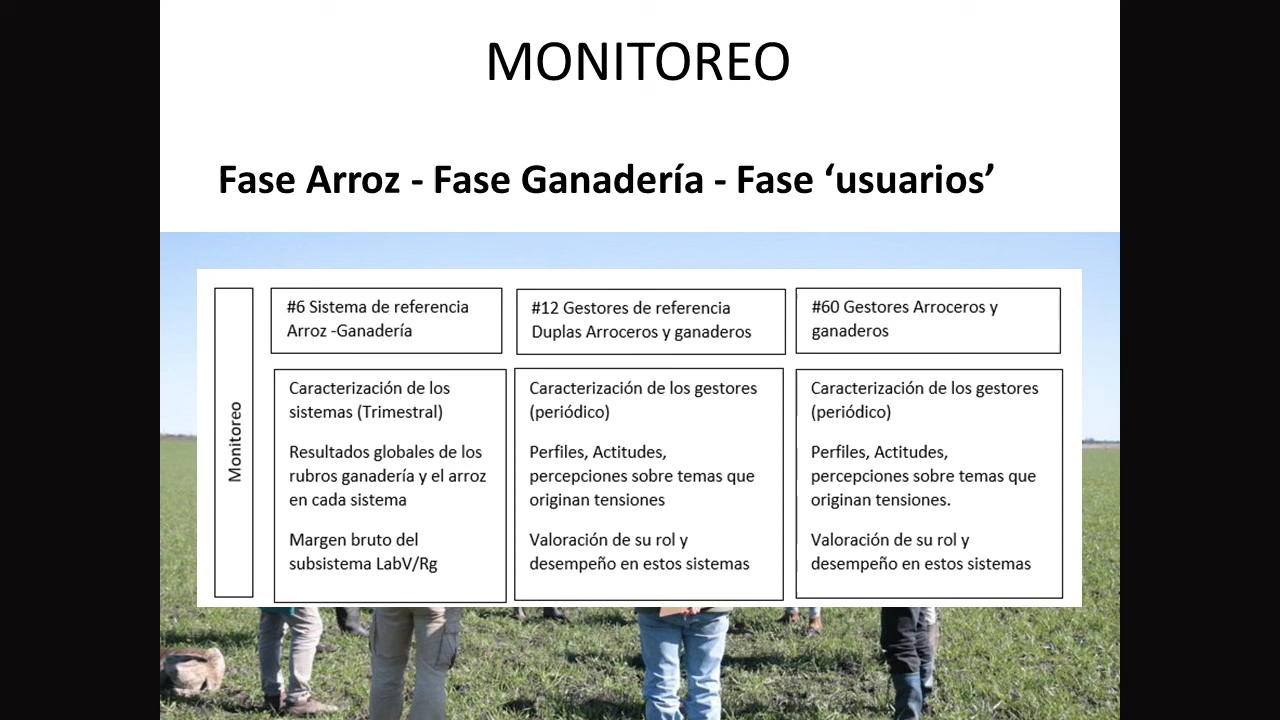 MONITOREO
Fase Arroz - Fase Ganadería - Fase ‘usuarios’
Monitoreo
#6 Sistema de referencia
Arroz -Ganadería
#12 Gestores de referencia
Duplas Arroceros y ganaderos
#60 Gestores Arroceros y
ganaderos
Caracterización de los
sistemas (Trimestral)
Resultados globales de los
rubros ganadería y el arroz
en cada sistema
Margen bruto del
subsistema LabV/Rg
Caracterización de los gestores
(periódico)
Perfiles, Actitudes,
percepciones sobre temas que
originan tensiones
Valoración de su rol y
desempeño en estos sistemas
Caracterización de los gestores
(periódico)
Perfiles, Actitudes,
percepciones sobre temas que
originan tensiones.
Valoración de su rol y
desempeño en estos sistemas